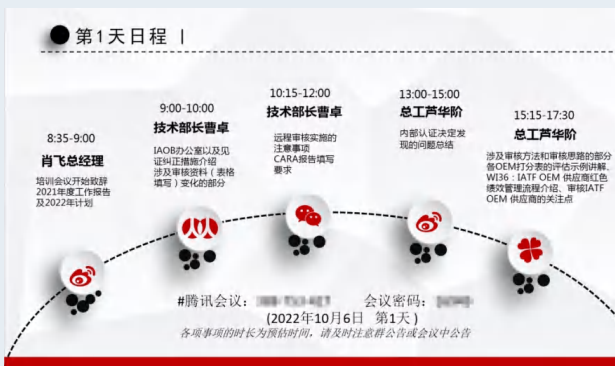 第1天日程 |
8:35-9:00
肖飞总经理
培训会议开始致辞
2021年度工作报告
及2022年计划
9:00-10:00
技术部长曹卓
IAOB办公室以及见
证纠正措施介绍
涉及审核资料（表格
填写）变化的部分
10:15-12:00
技术部长曹卓
远程审核实施的
注意事项
CARA报告填写
要求
13:00-15:00
总工芦华阶
内部认证决定发
现的问题总结
15:15-17:30
总工芦华阶
涉及审核方法和审核思路的部分
各OEM打分表的评估示例讲解、
WI36：IATF OEM 供应商红色
绩效管理流程介绍、审核IATF
OEM 供应商的关注点
#腾讯会议： 会议密码：
(2022年10月6日 第1天)
各项事项的时长为预估时间，请及时注意群公告或会议中公告